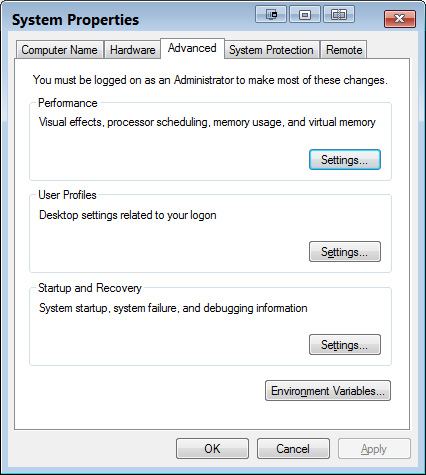 System Properties
Computer Name Hardware Advanced System Protection Remote
You must be logged on as an Administrator to make most of these changes.
Performance
Visual effects, processor scheduling, memory usage, and virtual memory
Settings...
User Profiles
Desktop settings related to your logon
Settings...
Startup and Recovery
System startup, system failure, and debugging information
Settings...
Environment Variables...
OK Cancel Apply